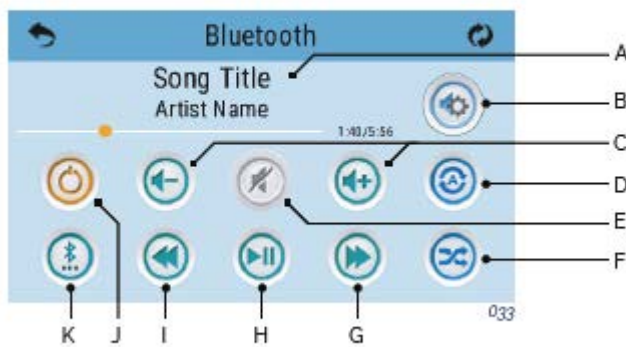 Bluetooth
Song Title
Artist Name
1:40/5:56
A
B
C
D
E
F
033
K J I H G